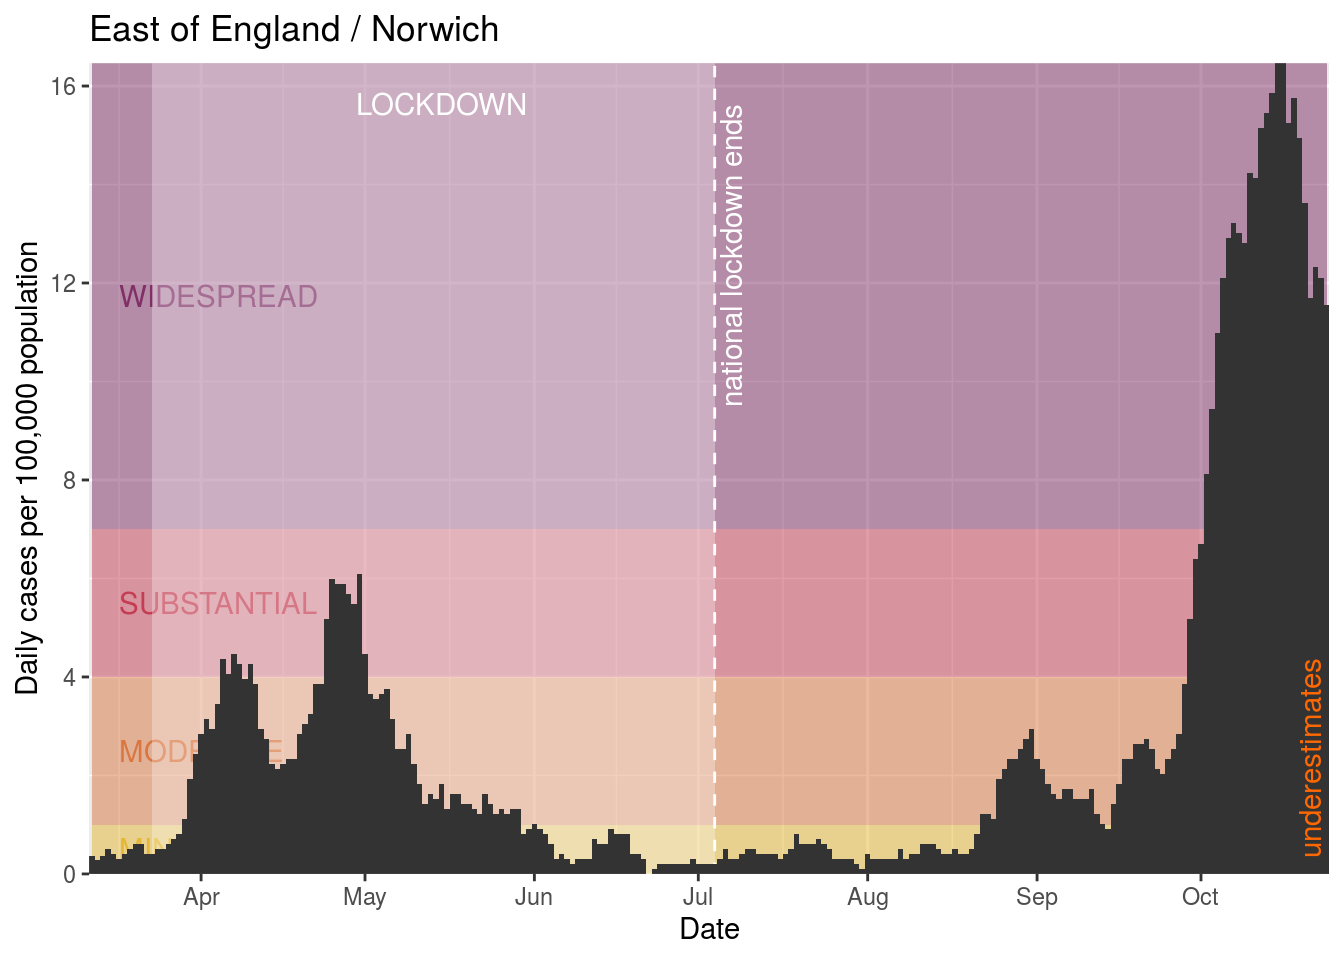 East of England / Norwich
Daily cases per 100,000 population
16
12
8
4
0
LOCKDOWN
national lockdown ends
WIDESPREAD
SUBSTANTIAL
underestimates
Apr
May
Jun
Jul
Aug
Sep
Oct
Date